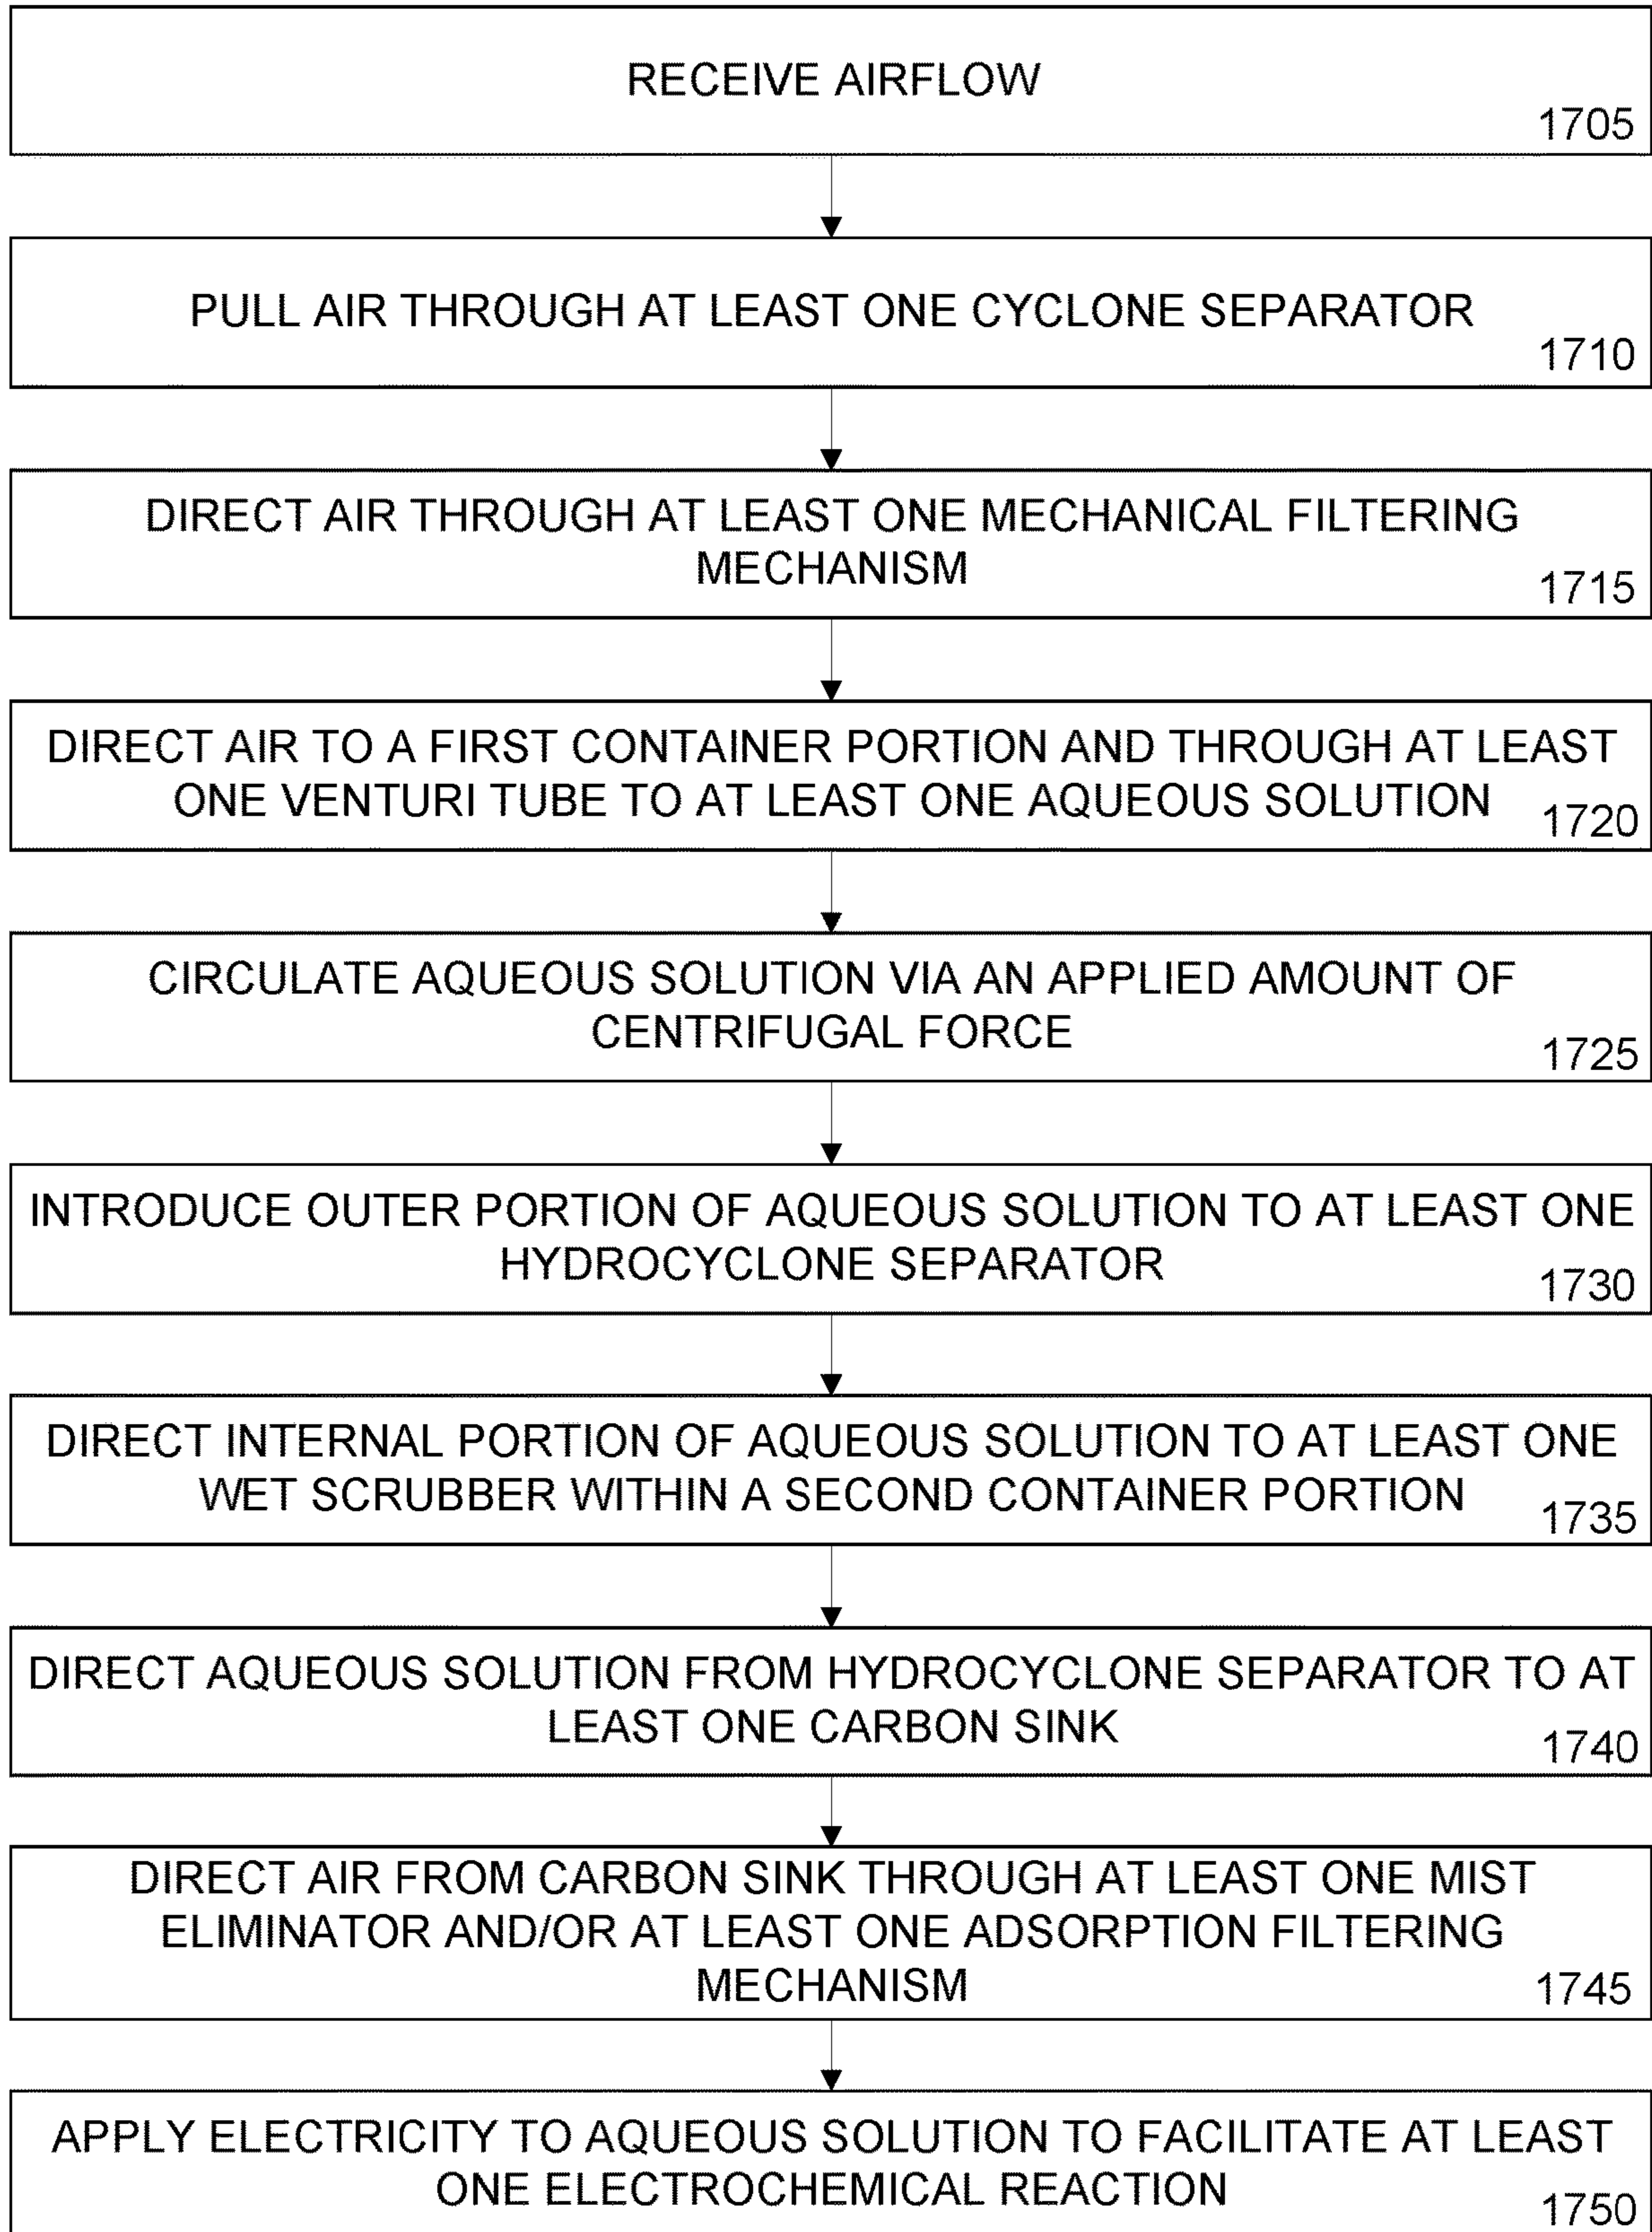 RECEIVE AIRFLOW
1705
PULL AIR THROUGH AT LEAST ONE CYCLONE SEPARATOR
1710
DIRECT AIR THROUGH AT LEAST ONE MECHANICAL FILTERING
MECHANISM
1715
DIRECT AIR TO A FIRST CONTAINER PORTION AND THROUGH AT LEAST
ONE VENTURI TUBE TO AT LEAST ONE AQUEOUS SOLUTION
1720
CIRCULATE AQUEOUS SOLUTION VIA AN APPLIED AMOUNT OF
CENTRIFUGAL FORCE
1725
INTRODUCE OUTER PORTION OF AQUEOUS SOLUTION TO AT LEAST ONE
HYDROCYCLONE SEPARATOR
1730
DIRECT INTERNAL PORTION OF AQUEOUS SOLUTION TO AT LEAST ONE
WET SCRUBBER WITHIN A SECOND CONTAINER PORTION
1735
DIRECT AQUEOUS SOLUTION FROM HYDROCYCLONE SEPARATOR TO AT
LEAST ONE CARBON SINK
1740
DIRECT AIR FROM CARBON SINK THROUGH AT LEAST ONE MIST
ELIMINATOR AND/OR AT LEAST ONE ADSORPTION FILTERING
MECHANISM
1745
APPLY ELECTRICITY TO AQUEOUS SOLUTION TO FACILITATE AT LEAST
ONE ELECTROCHEMICAL REACTION
1750